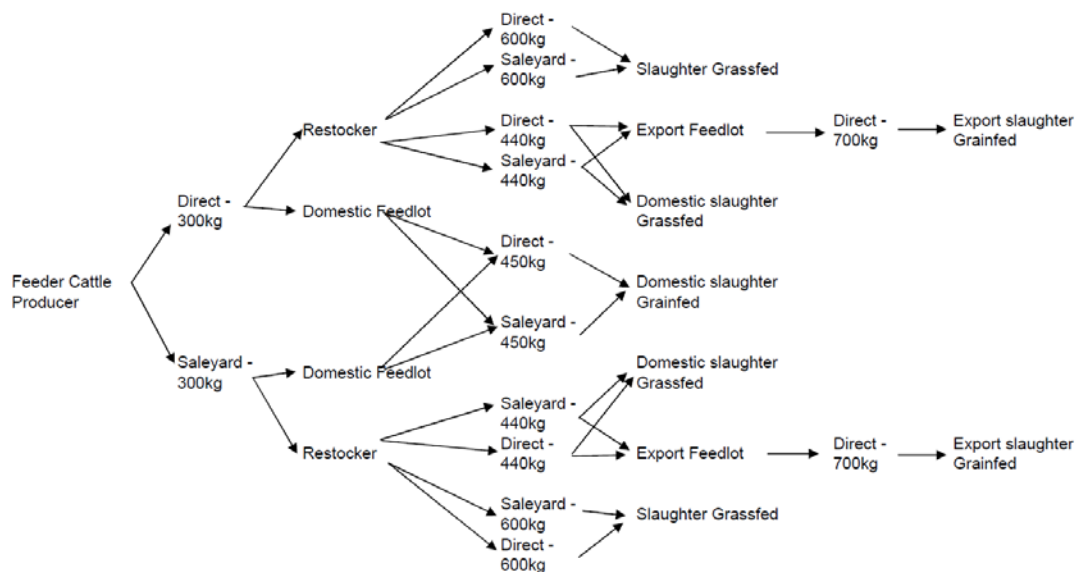 Direct -
600kg
Saleyard -
600kg
Slaughter Grassfed
Restocker
Direct -
440kg
Saleyard -
440kg
Export Feedlot
Direct -
700kg
Export slaughter
Grainfed
Domestic slaughter
Grassfed
Direct -
300kg
Domestic Feedlot
Direct -
450kg
Saleyard -
450kg
Domestic slaughter
Grainfed
Feeder Cattle
Producer
Saleyard -
300kg
Domestic Feedlot
Domestic slaughter
Grassfed
Restocker
Saleyard -
440kg
Direct -
440kg
Export Feedlot
Direct -
700kg
Export slaughter
Grainfed
Saleyard -
600kg
Direct -
600kg
Slaughter Grassfed